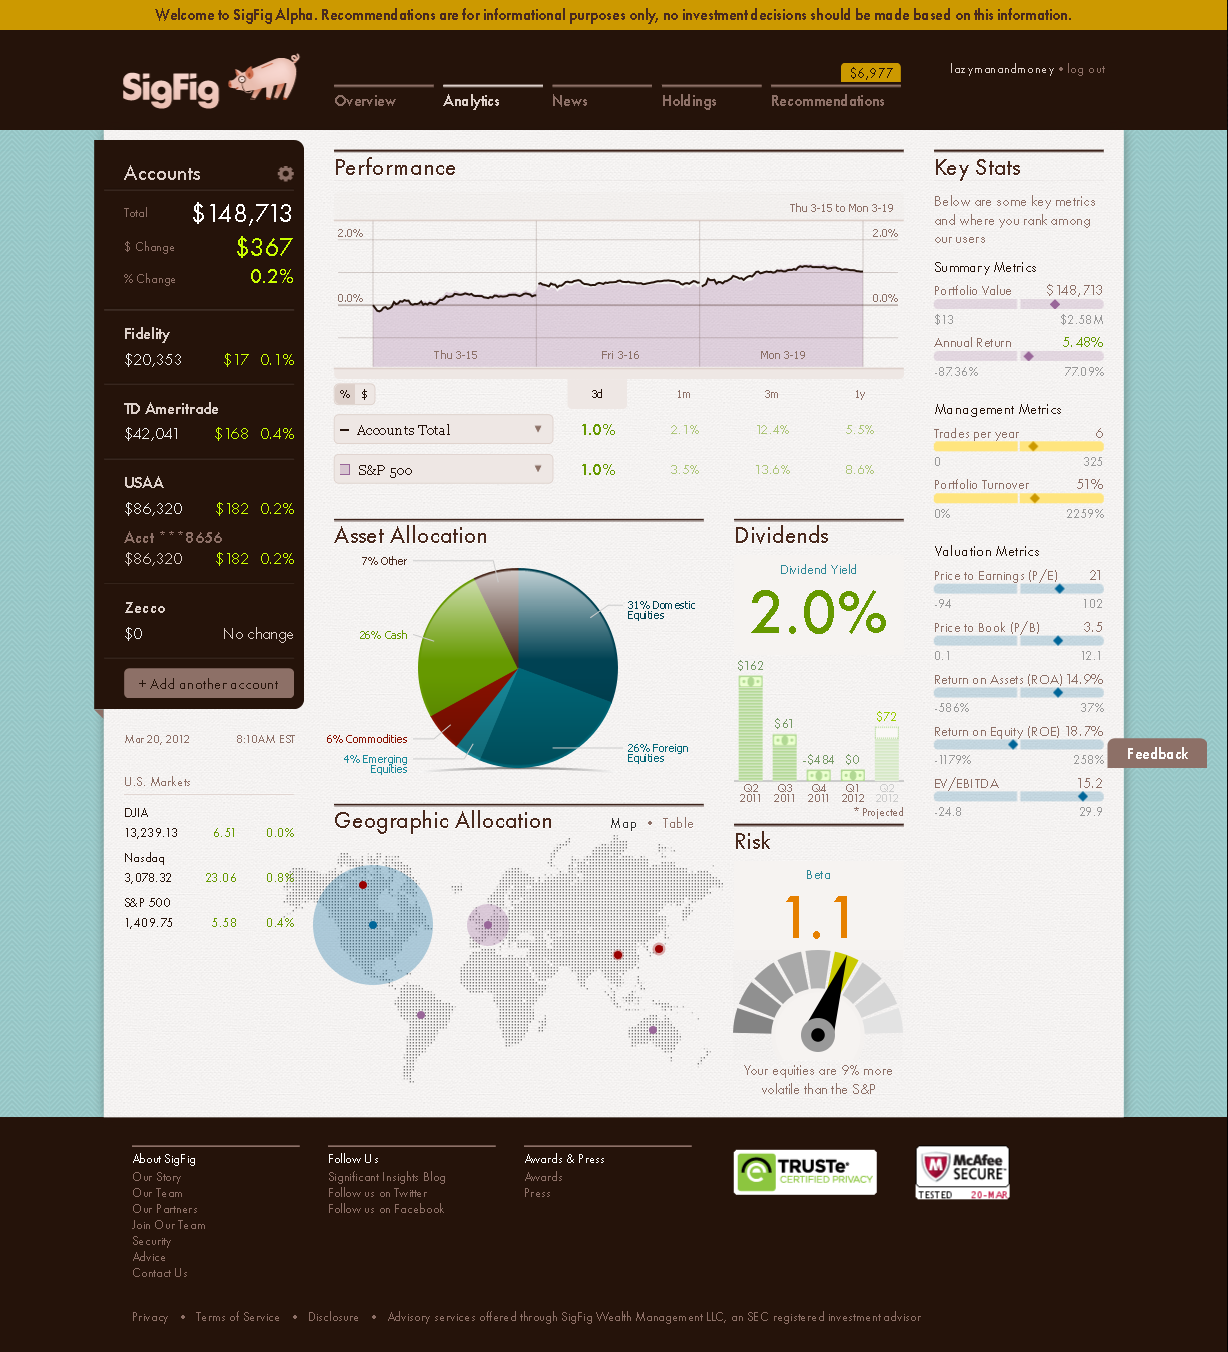 Welcome to SigFig Alpha. Recommendations are for informational purposes only, no investment decisions should be made based on this information.
SigFig
$6,977
lazymanandmoney • log out
Overview
Analytics
News
Holdings
Recommendations
Accounts
Total $148,713
$ Change $367
% Change 0.2%
Fidelity
$20,353 $17 0.1%
TD Ameritrade
$42,041 $168 0.4%
USAA
$86,320 $182 0.2%
Acct ***8656
$86,320 $182 0.2%
Zecco
$0 No change
+ Add another account
Mar 20, 2012 8:10AM EST
U.S. Markets
DJIA
13,239.13 6.51 0.0%
Nasdaq
3,078.32 23.06 0.8%
S&P 500
1,409.75 5.58 0.4%
Performance
Thu 3-15 to Mon 3-19
2.0% 2.0%
0.0% 0.0%
Thu 3-15 Fri 3-16 Mon 3-19
% $ 3d 1m 3m 1y
Accounts Total 1.0% 2.1% 12.4% 5.5%
S&P 500 1.0% 3.5% 13.6% 8.6%
Asset Allocation
7% Other
31% Domestic
Equities
26% Cash
6% Commodities
4% Emerging
Equities
26% Foreign
Equities
Dividends
Dividend Yield
2.0%
$162
$61
-$484
$0
$72
Q2 Q3 Q4 Q1 Q2
2011 2011 2011 2012 2012
* Projected
Geographic Allocation
Map • Table
Risk
Beta
1.1
Your equities are 9% more
volatile than the S&P
Key Stats
Below are some key metrics
and where you rank among
our users
Summary Metrics
Portfolio Value $148,713
$13 $2.58M
Annual Return 5.48%
-87.36% 77.09%
Management Metrics
Trades per year 6
0 325
Portfolio Turnover 51%
0% 2259%
Valuation Metrics
Price to Earnings (P/E) 21
-94 102
Price to Book (P/B) 3.5
0.1 12.1
Return on Assets (ROA) 14.9%
-586% 37%
Return on Equity (ROE) 18.7%
-1179% 258%
EV/EBITDA 15.2
-24.8 29.9
Feedback
About SigFig
Our Story
Our Team
Our Partners
Join Our Team
Security
Advice
Contact Us
Follow Us
Significant Insights Blog
Follow us on Twitter
Follow us on Facebook
Awards & Press
Awards
Press
TRUSTe
CERTIFIED PRIVACY
McAfee
SECURE
TESTED 20-MAR
Privacy • Terms of Service • Disclosure • Advisory services offered through SigFig Wealth Management LLC, an SEC registered investment advisor